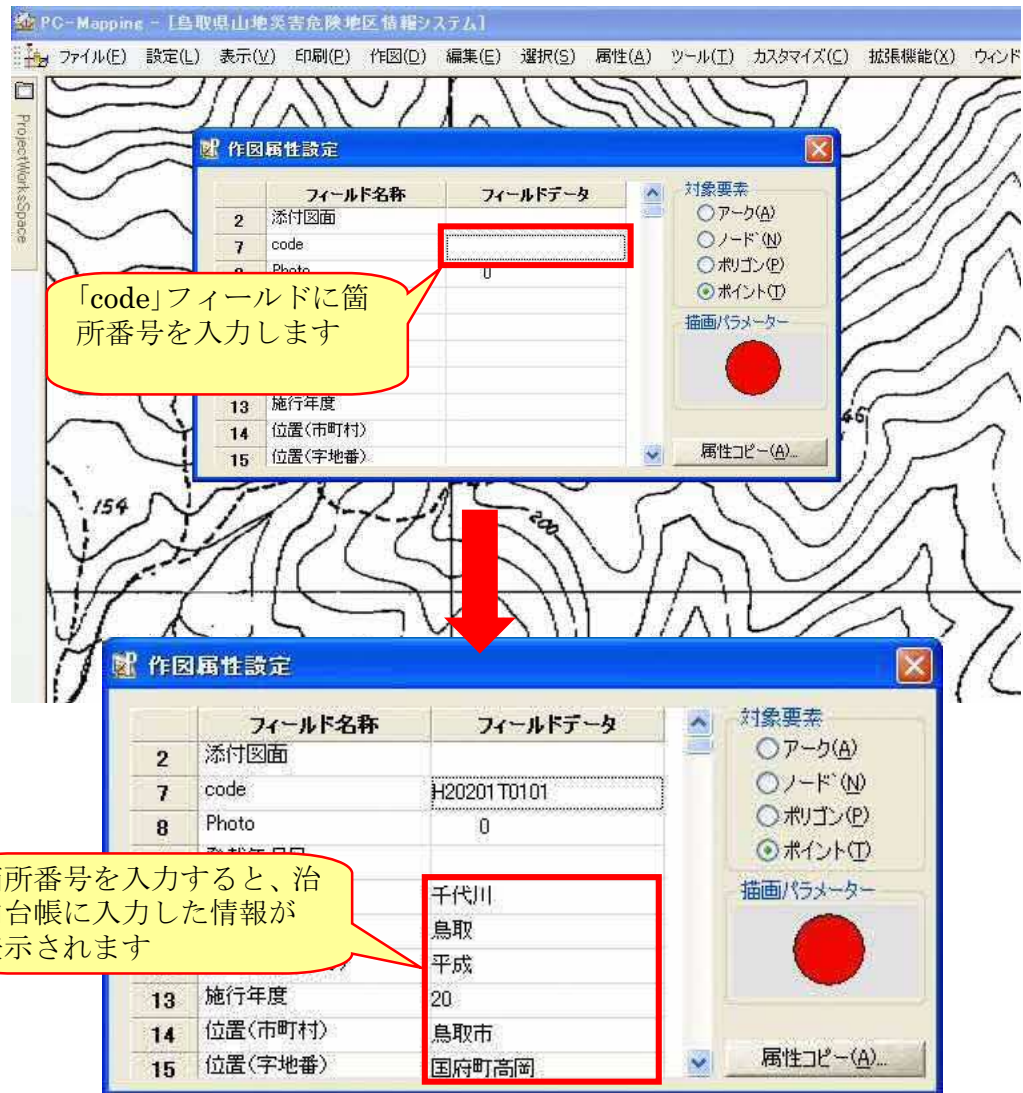 PC-Mapping - [鳥取県山地災害危険地区情報システム]
ファイル(F) 設定(L) 表示(V) 印刷(P) 作図(D) 編集(E) 選択(S) 属性(A) ツール(T) カスタマイズ(C) 拡張機能(X) ウィンド
ProjectWorksSpace
作図属性設定
フィールド名称 フィールドデータ
2 添付図面
7 code
Photo 0
13 施行年度
14 位置(市町村)
15 位置(字地番)
対象要素
アーク(A)
ノード(N)
ポリゴン(P)
ポイント(T)
描画パラメーター
属性コピー(A)...
「code」フィールドに箇
所番号を入力します
154
200
46
作図属性設定
フィールド名称 フィールドデータ
2 添付図面
7 code H20201T0101
8 Photo 0
千代川
鳥取
平成
13 施行年度 20
14 位置(市町村) 鳥取市
15 位置(字地番) 国府町高岡
対象要素
アーク(A)
ノード(N)
ポリゴン(P)
ポイント(T)
描画パラメーター
属性コピー(A)...
所番号を入力すると、治
台帳に入力した情報が
示されます